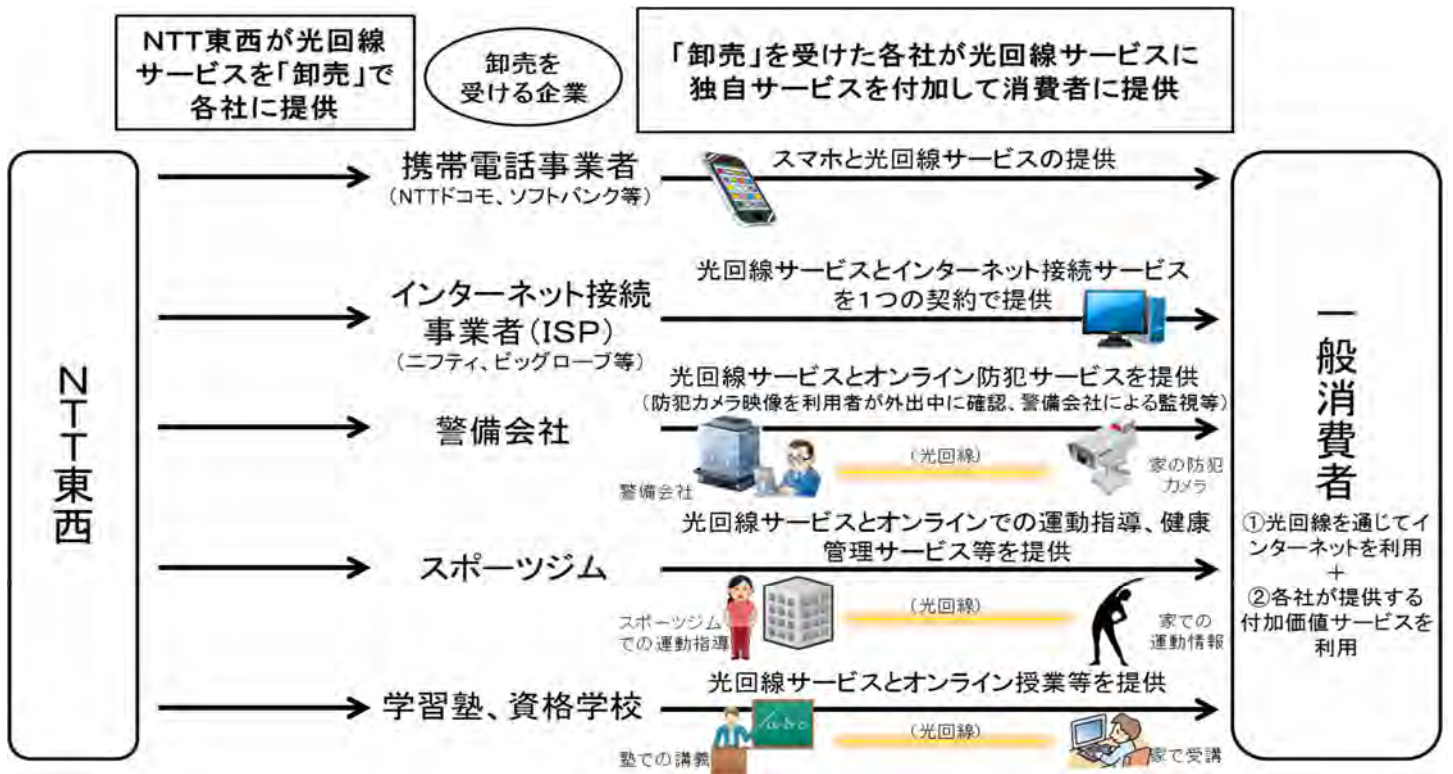 NTT東西が光回線
サービスを「卸売」で
各社に提供
卸売を
受ける企業
「卸売」を受けた各社が光回線サービスに
独自サービスを付加して消費者に提供
NTT東西
携帯電話事業者
(NTTドコモ、ソフトバンク等)
スマホと光回線サービスの提供
インターネット接続
事業者(ISP)
(ニフティ、ビッグローブ等)
光回線サービスとインターネット接続サービス
を1つの契約で提供
警備会社
光回線サービスとオンライン防犯サービスを提供
(防犯カメラ映像を利用者が外出中に確認、警備会社による監視等)
警備会社
(光回線)
家の防犯
カメラ
スポーツジム
光回線サービスとオンラインでの運動指導、健康
管理サービス等を提供
スポーツジム
での運動指導
(光回線)
家での
運動情報
学習塾、資格学校
光回線サービスとオンライン授業等を提供
塾での講義
(光回線)
家で受講
一般消費者
①光回線を通じてイ
ンターネットを利用
+
②各社が提供する
付加価値サービスを
利用